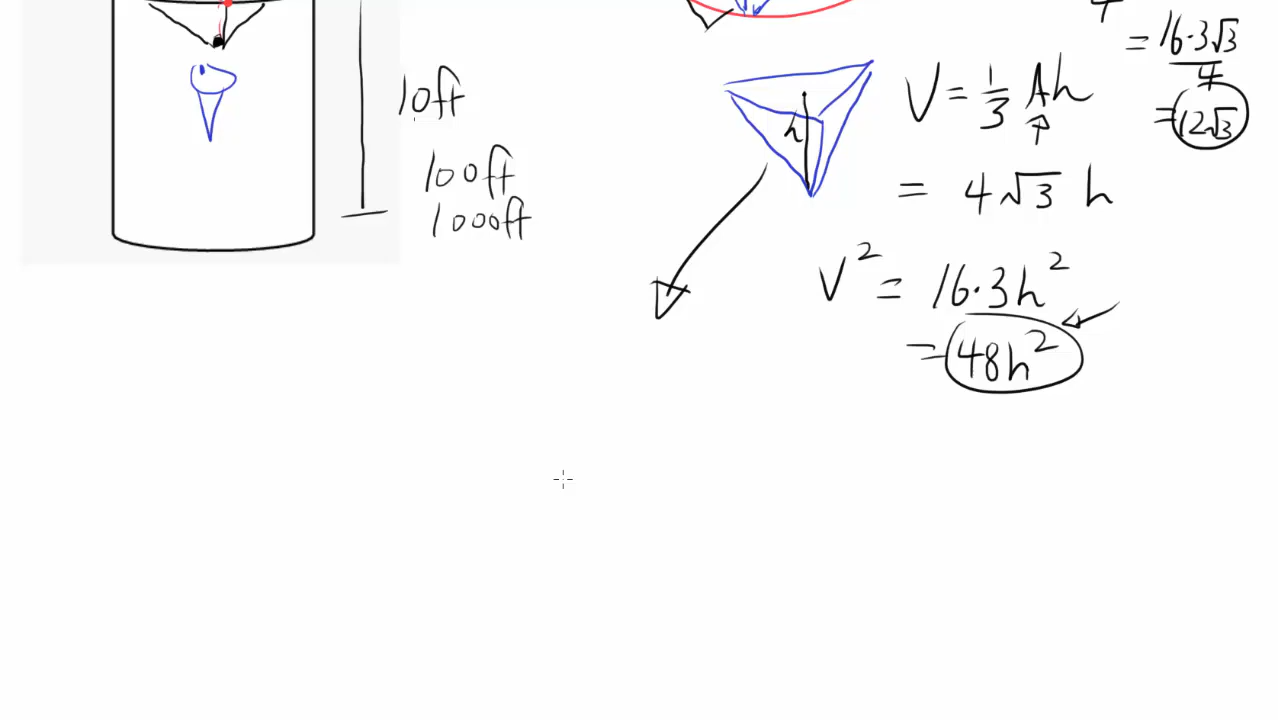 10ft
100ft
1000ft
h
V = 1/3 Ah
= 4√3 h
V² = 16·3h²
= 48h²
= 16·3√3 / 4
= 12√3